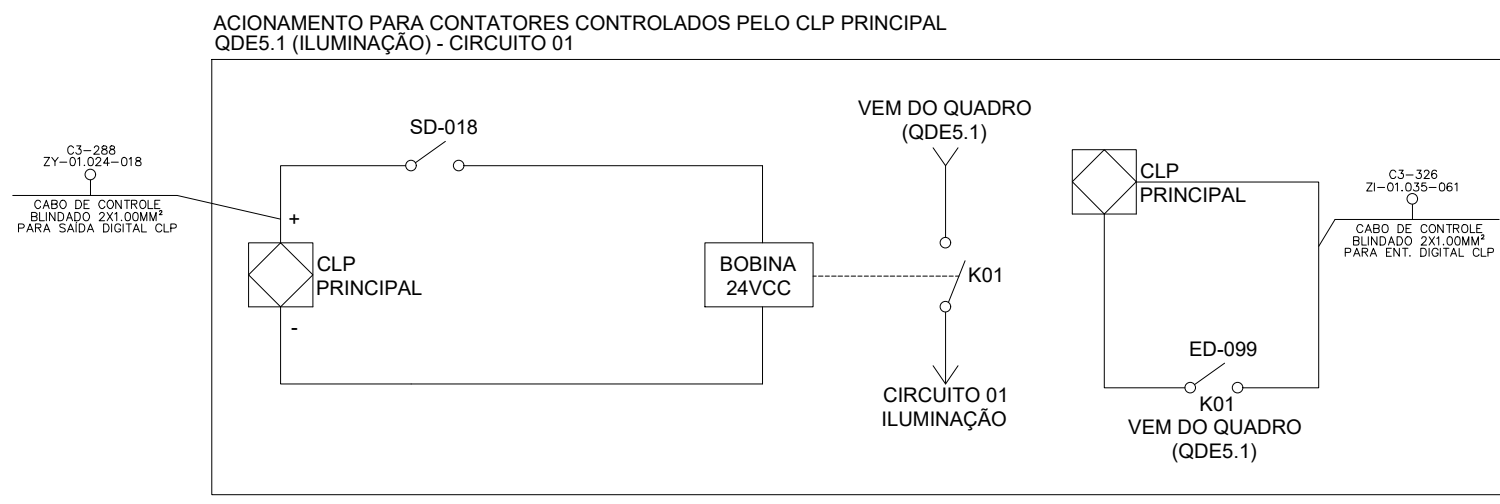 ACIONAMENTO PARA CONTATORES CONTROLADOS PELO CLP PRINCIPAL
QDE5.1 (ILUMINAÇÃO) - CIRCUITO 01
C3-288
ZY-01.024-018
CABO DE CONTROLE
BLINDADO 2X1.00MM²
PARA SAÍDA DIGITAL CLP
SD-018
+
CLP
PRINCIPAL
-
BOBINA
24VCC
VEM DO QUADRO
(QDE5.1)
K01
CIRCUITO 01
ILUMINAÇÃO
CLP
PRINCIPAL
ED-099
K01
VEM DO QUADRO
(QDE5.1)
C3-326
ZI-01.035-061
CABO DE CONTROLE
BLINDADO 2X1.00MM²
PARA ENT. DIGITAL CLP